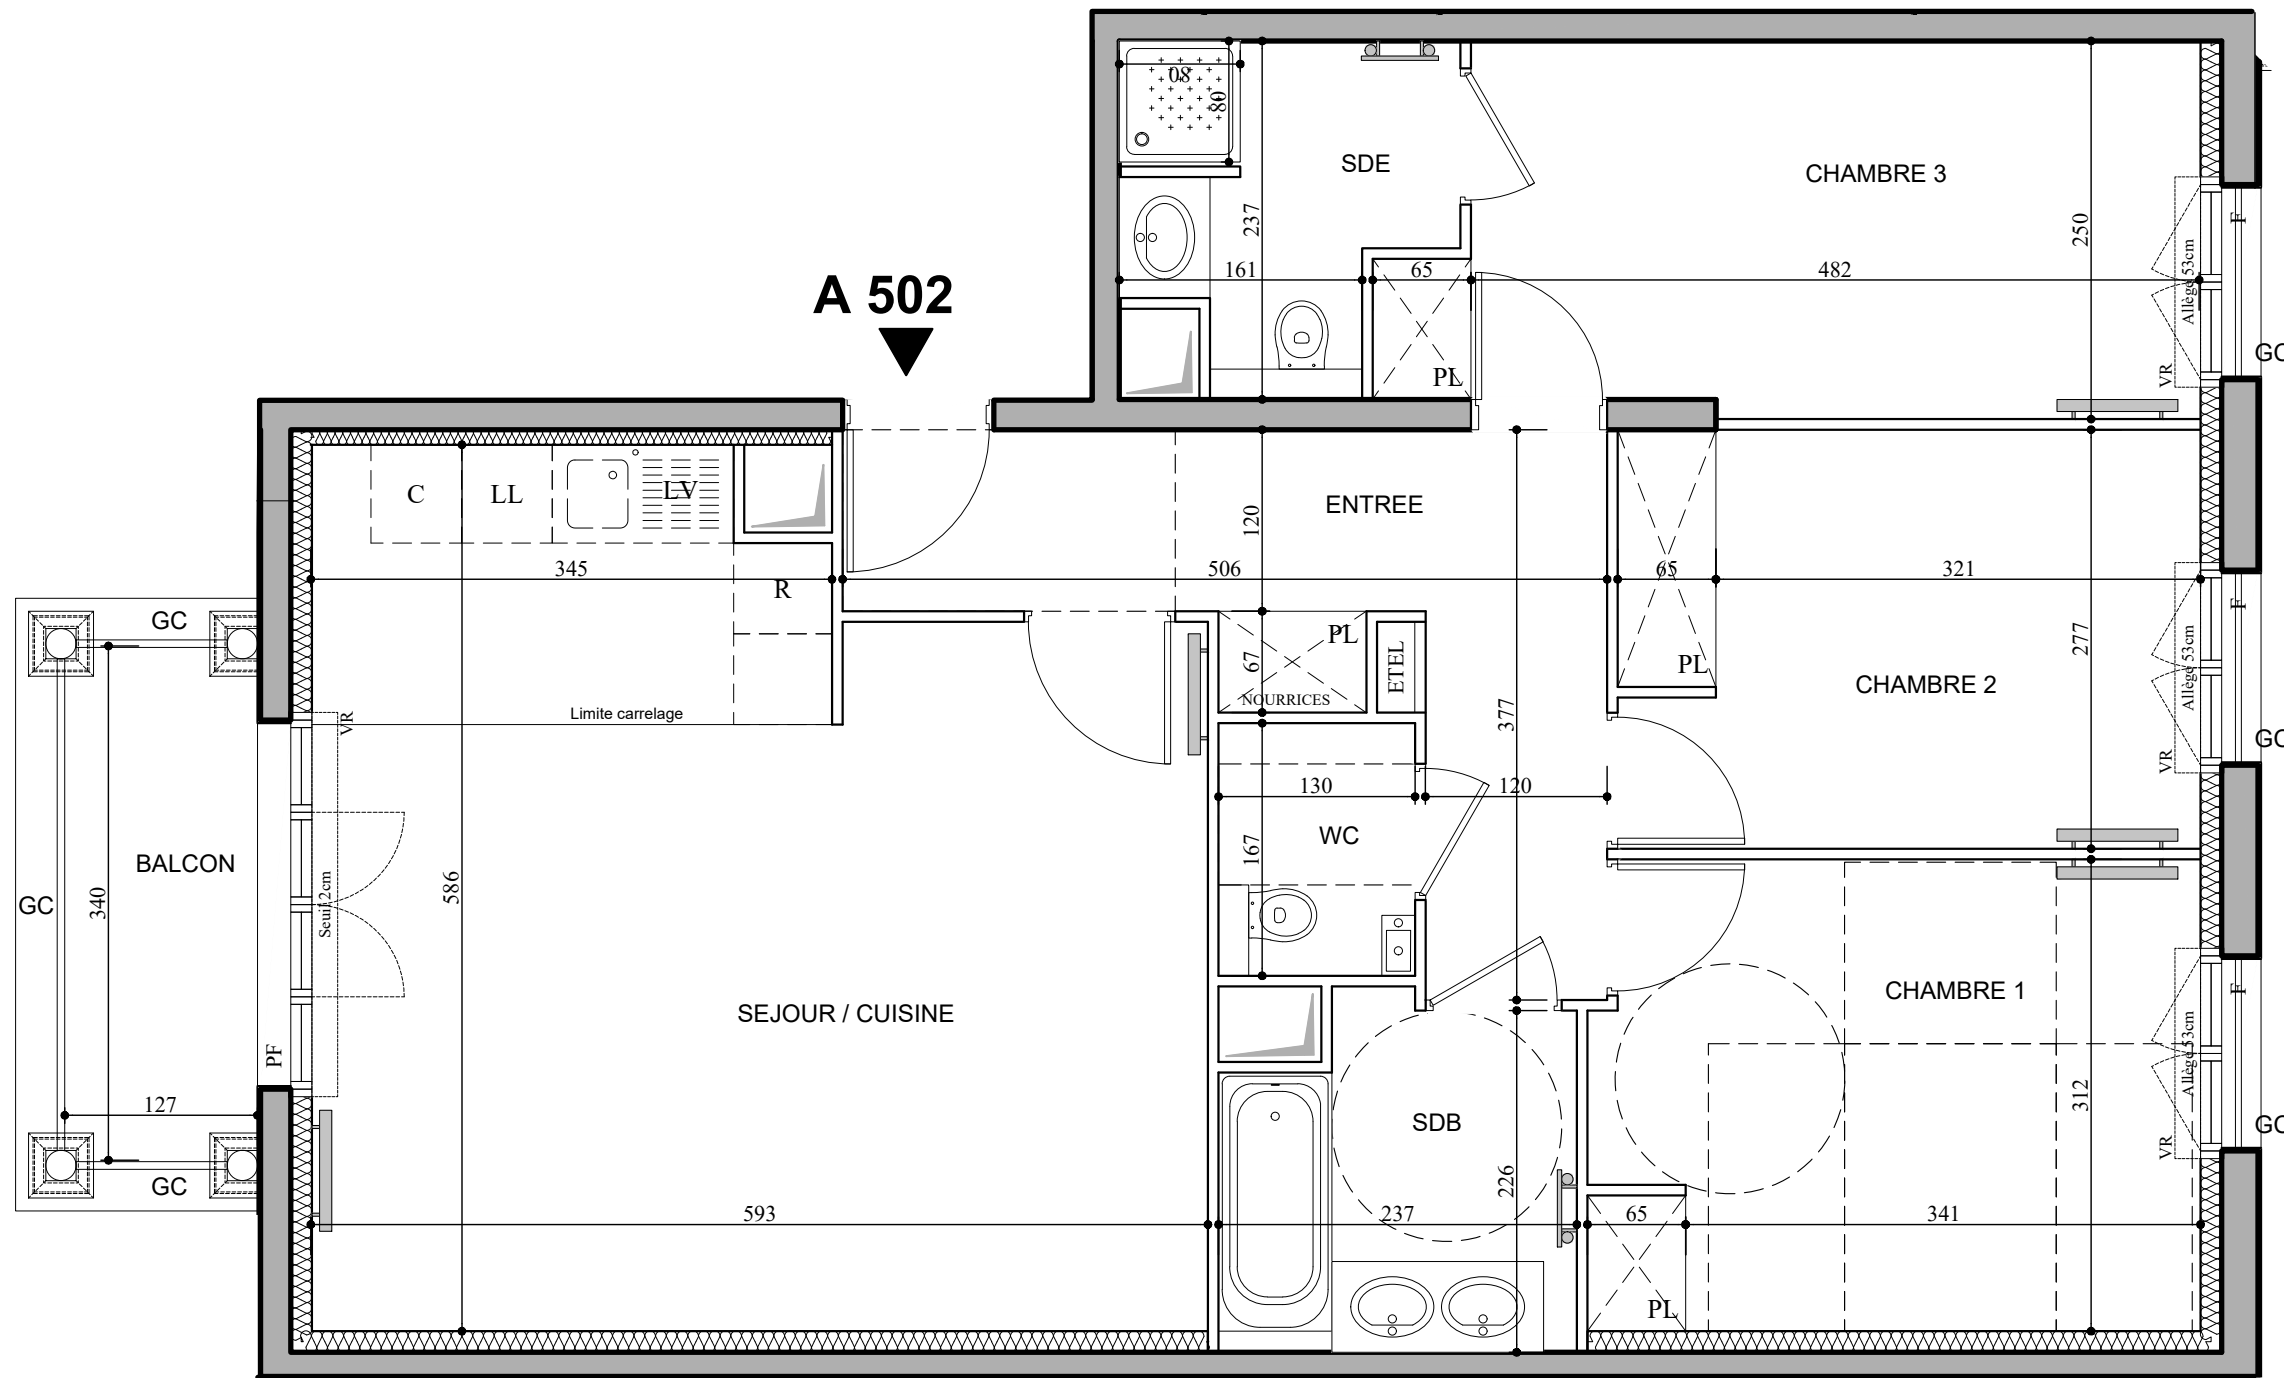 80
80
SDE
CHAMBRE 3
237
250
F
161
65
482
Allège 53cm
A 502
GC
VR
PL
C
LL
LV
ENTREE
120
345
506
65
321
R
F
GC
PL
277
67
ETEL
PL
CHAMBRE 2
Allège 53cm
NOURRICES
Limite carrelage
VR
377
GC
VR
130
120
WC
167
BALCON
586
340
GC
Seuil 2cm
CHAMBRE 1
F
SEJOUR / CUISINE
PF
Allège 53cm
312
127
SDB
GC
VR
226
GC
593
237
65
341
PL